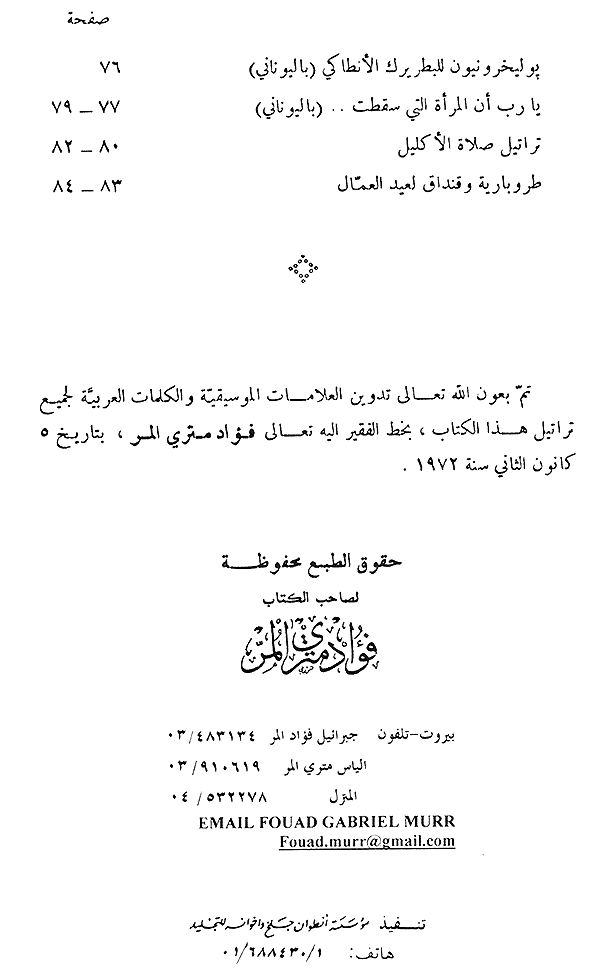 صفحة
پوليخرونيون للبطريرك الأنطاكي (باليوناني) ٧٦
يا رب أن المرأة التي سقطت .. (باليوناني) ٧٧ – ٧٩
تراتيل صلاة الأكليل ٨٠ – ٨٢
طروبارية وقنداق لعيد العمّال ٨٣ – ٨٤
تمّ بعون الله تعالى تدوين العلامات الموسيقيّة والكلمات العربيّة لجميع
تراتيل هذا الكتاب ، بخط الفقير اليه تعالى فؤاد متري المر ، بتاريخ ٥
كانون الثاني سنة ١٩٧٢ .
حقوق الطبع محفوظة
لصاحب الكتاب
فؤاد متري المرّ
بيروت-تلفون جبرائيل فؤاد المر ٠٣/٤٨٣١٣٤
الياس متري المر ٠٣/٩١٠٦١٩
المنزل ٠٤/٥٣٢٢٧٨
EMAIL FOUAD GABRIEL MURR
Fouad.murr@gmail.com
تنفيذ مؤسسة أنطوان جلخ واخوانه للتجليد
هاتف: ٠١/٦٨٨٤٣٠/١